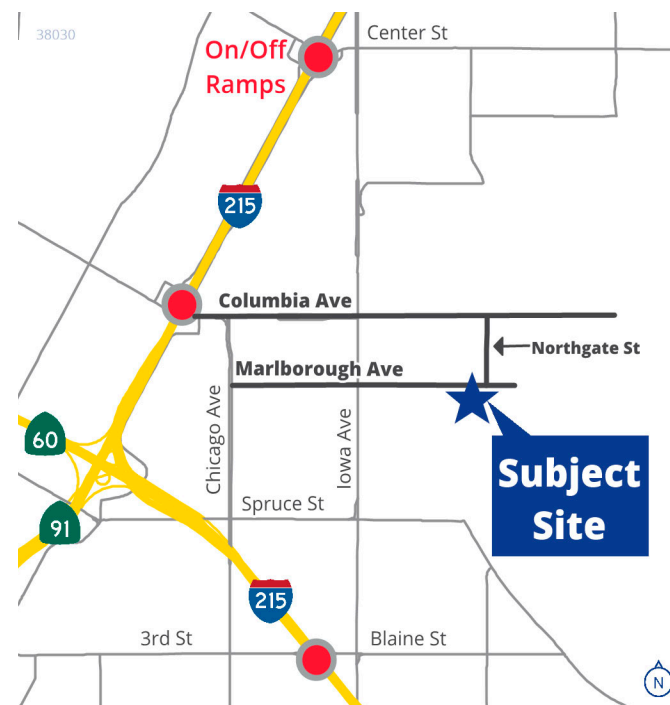 38030
Center St
On/Off
Ramps
215
Columbia Ave
Northgate St
Marlborough Ave
Chicago Ave
Iowa Ave
60
Subject
Site
Spruce St
91
215
3rd St
Blaine St
N